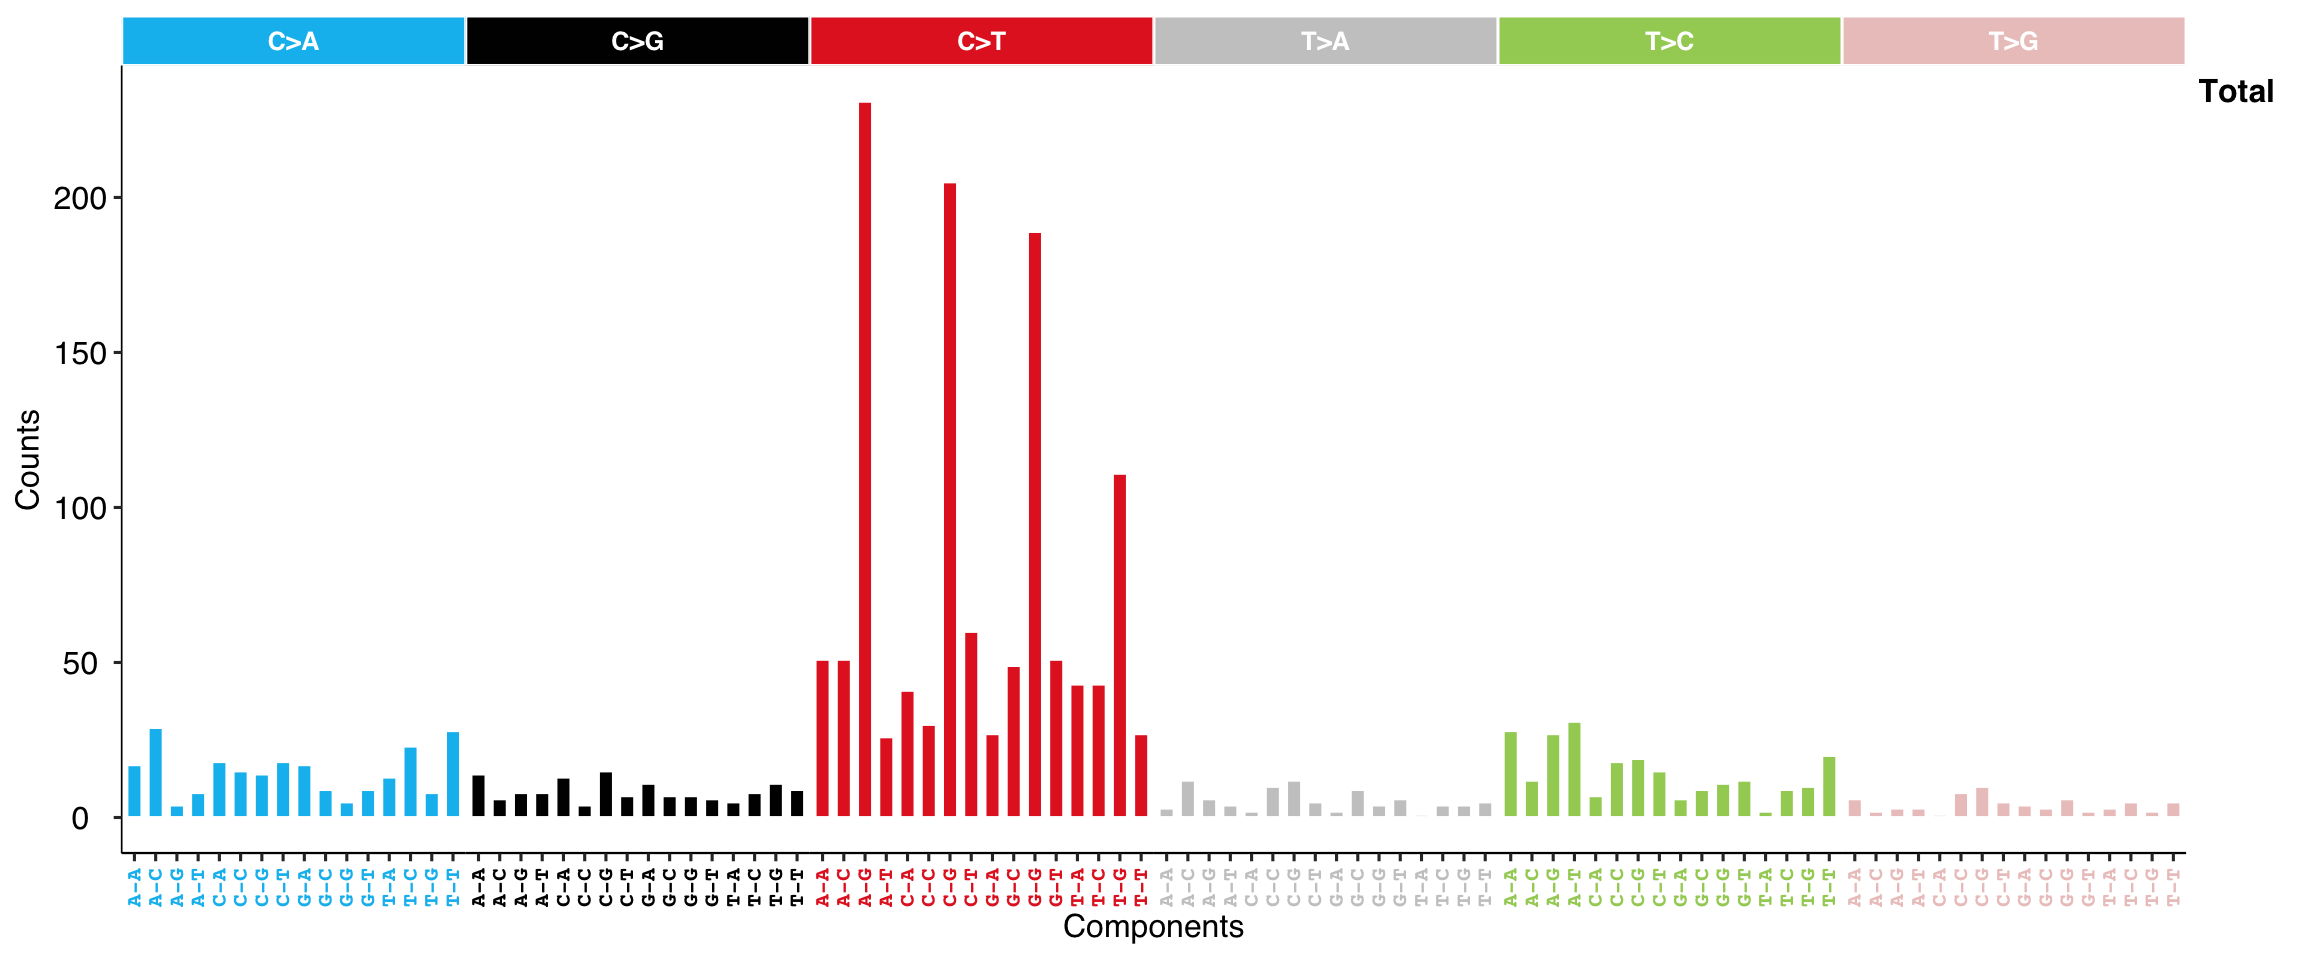 C>A C>G C>T T>A T>C T>G
Total
200
150
100
50
0
Counts
A-A A-C A-G A-T C-A C-C C-G C-T G-A G-C G-G G-T T-A T-C T-G T-T A-A A-C A-G A-T C-A C-C C-G C-T G-A G-C G-G G-T T-A T-C T-G T-T A-A A-C A-G A-T C-A C-C C-G C-T G-A G-C G-G G-T T-A T-C T-G T-T A-A A-C A-G A-T C-A C-C C-G C-T G-A G-C G-G G-T T-A T-C T-G T-T A-A A-C A-G A-T C-A C-C C-G C-T G-A G-C G-G G-T T-A T-C T-G T-T A-A A-C A-G A-T C-A C-C C-G C-T G-A G-C G-G G-T T-A T-C T-G T-T
Components